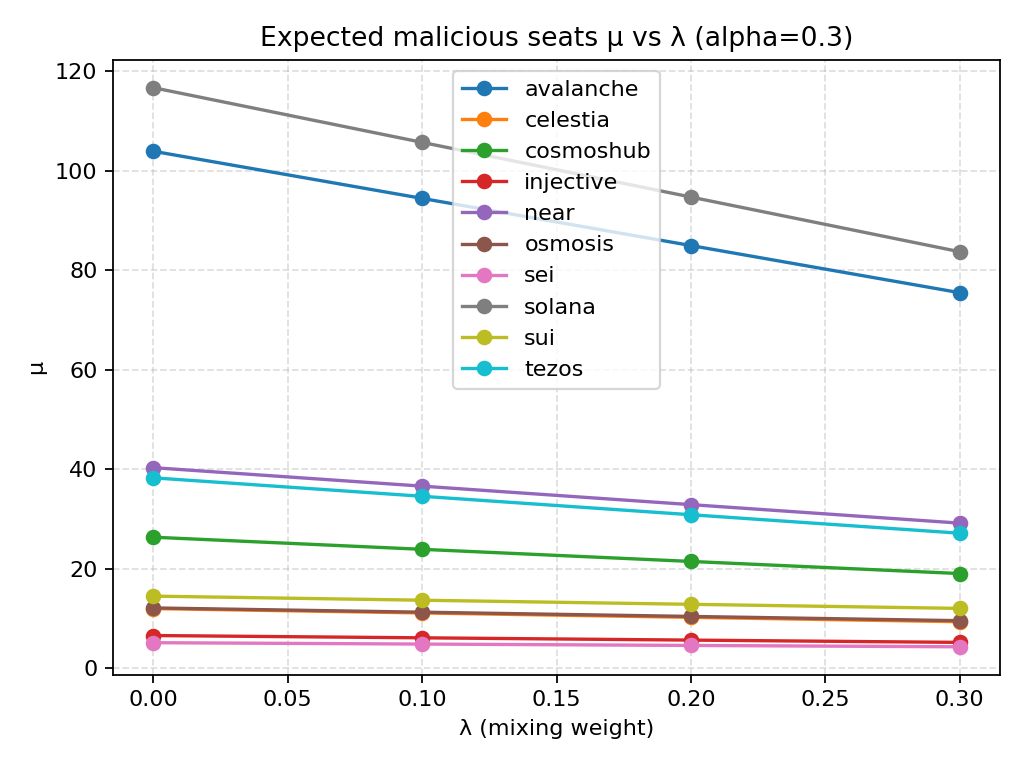 Expected malicious seats μ vs λ (alpha=0.3)
120
100
80
60
40
20
0
μ
avalanche
celestia
cosmoshub
injective
near
osmosis
sei
solana
sui
tezos
0.00 0.05 0.10 0.15 0.20 0.25 0.30
λ (mixing weight)